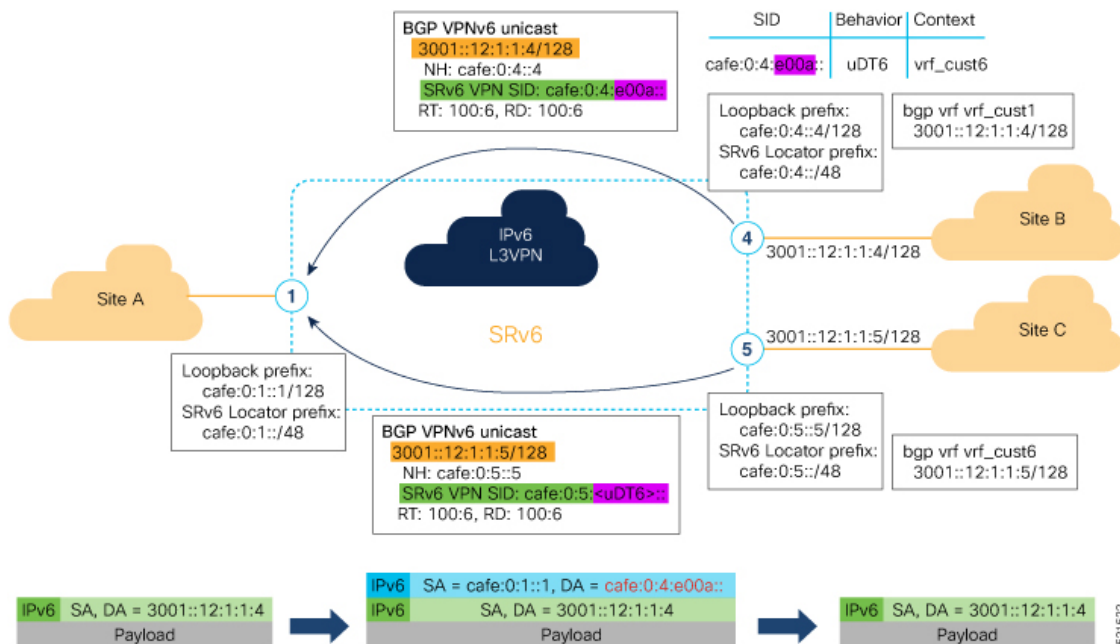 BGP VPNv6 unicast
3001::12:1:1:4/128
NH: cafe:0:4::4
SRv6 VPN SID: cafe:0:4:e00a::
RT: 100:6, RD: 100:6
SID Behavior Context
cafe:0:4:e00a:: uDT6 vrf_cust6
Loopback prefix:
cafe:0:4::4/128
SRv6 Locator prefix:
cafe:0:4::/48
bgp vrf vrf_cust1
3001::12:1:1:4/128
IPv6
L3VPN
4
3001::12:1:1:4/128
Site B
Site A
1
SRv6
5
3001::12:1:1:5/128
Site C
Loopback prefix:
cafe:0:1::1/128
SRv6 Locator prefix:
cafe:0:1::/48
BGP VPNv6 unicast
3001::12:1:1:5/128
NH: cafe:0:5::5
SRv6 VPN SID: cafe:0:5:<uDT6>::
RT: 100:6, RD: 100:6
Loopback prefix:
cafe:0:5::5/128
SRv6 Locator prefix:
cafe:0:5::/48
bgp vrf vrf_cust6
3001::12:1:1:5/128
IPv6 SA, DA = 3001::12:1:1:4
Payload
IPv6 SA = cafe:0:1::1, DA = cafe:0:4:e00a::
IPv6 SA, DA = 3001::12:1:1:4
Payload
IPv6 SA, DA = 3001::12:1:1:4
Payload